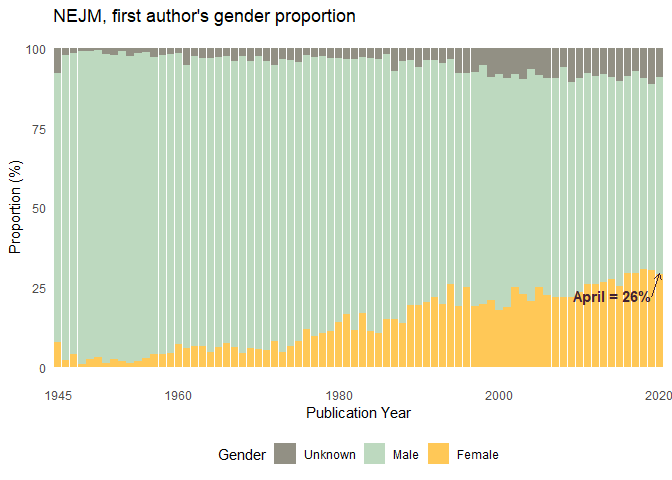 NEJM, first author's gender proportion
100
75
50
25
0
Proportion (%)
April = 26%
1945 1960 1980 2000 2020
Publication Year
Gender Unknown Male Female